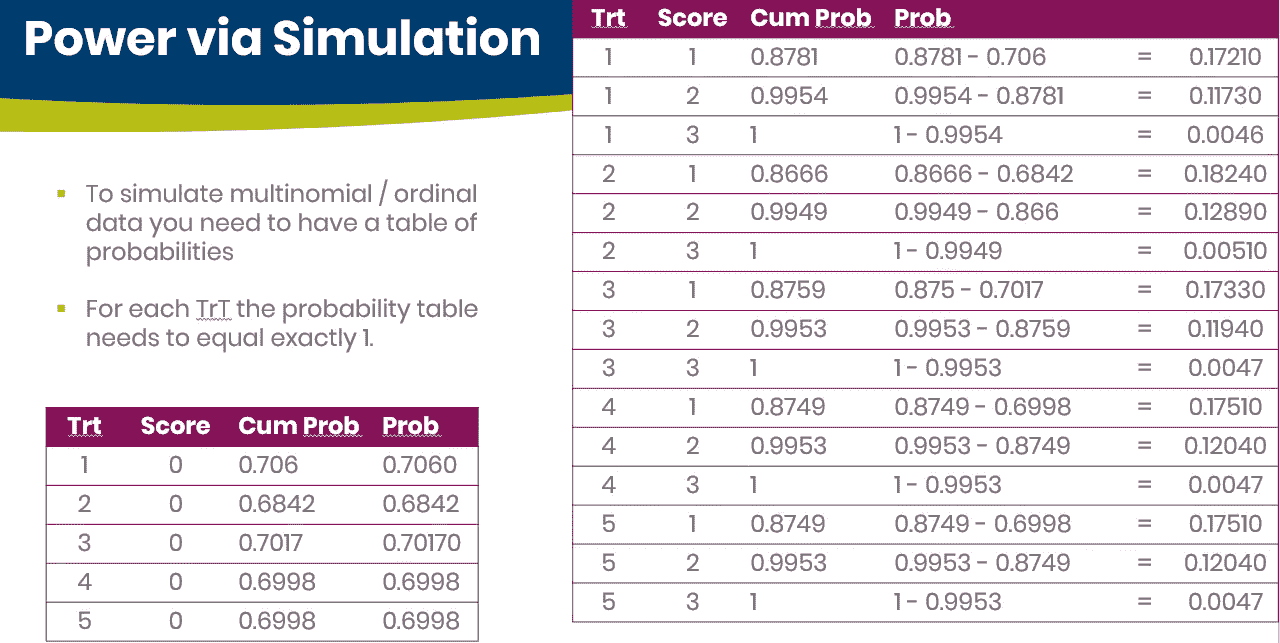 Power via Simulation
To simulate multinomial / ordinal
data you need to have a table of
probabilities
For each TrT the probability table
needs to equal exactly 1.
Trt Score Cum Prob Prob
1 0 0.706 0.7060
2 0 0.6842 0.6842
3 0 0.7017 0.70170
4 0 0.6998 0.6998
5 0 0.6998 0.6998
Trt Score Cum Prob Prob
1 1 0.8781 0.8781 - 0.706 = 0.17210
1 2 0.9954 0.9954 - 0.8781 = 0.11730
1 3 1 1 - 0.9954 = 0.0046
2 1 0.8666 0.8666 - 0.6842 = 0.18240
2 2 0.9949 0.9949 - 0.866 = 0.12890
2 3 1 1 - 0.9949 = 0.00510
3 1 0.8759 0.875 - 0.7017 = 0.17330
3 2 0.9953 0.9953 - 0.8759 = 0.11940
3 3 1 1 - 0.9953 = 0.0047
4 1 0.8749 0.8749 - 0.6998 = 0.17510
4 2 0.9953 0.9953 - 0.8749 = 0.12040
4 3 1 1 - 0.9953 = 0.0047
5 1 0.8749 0.8749 - 0.6998 = 0.17510
5 2 0.9953 0.9953 - 0.8749 = 0.12040
5 3 1 1 - 0.9953 = 0.0047